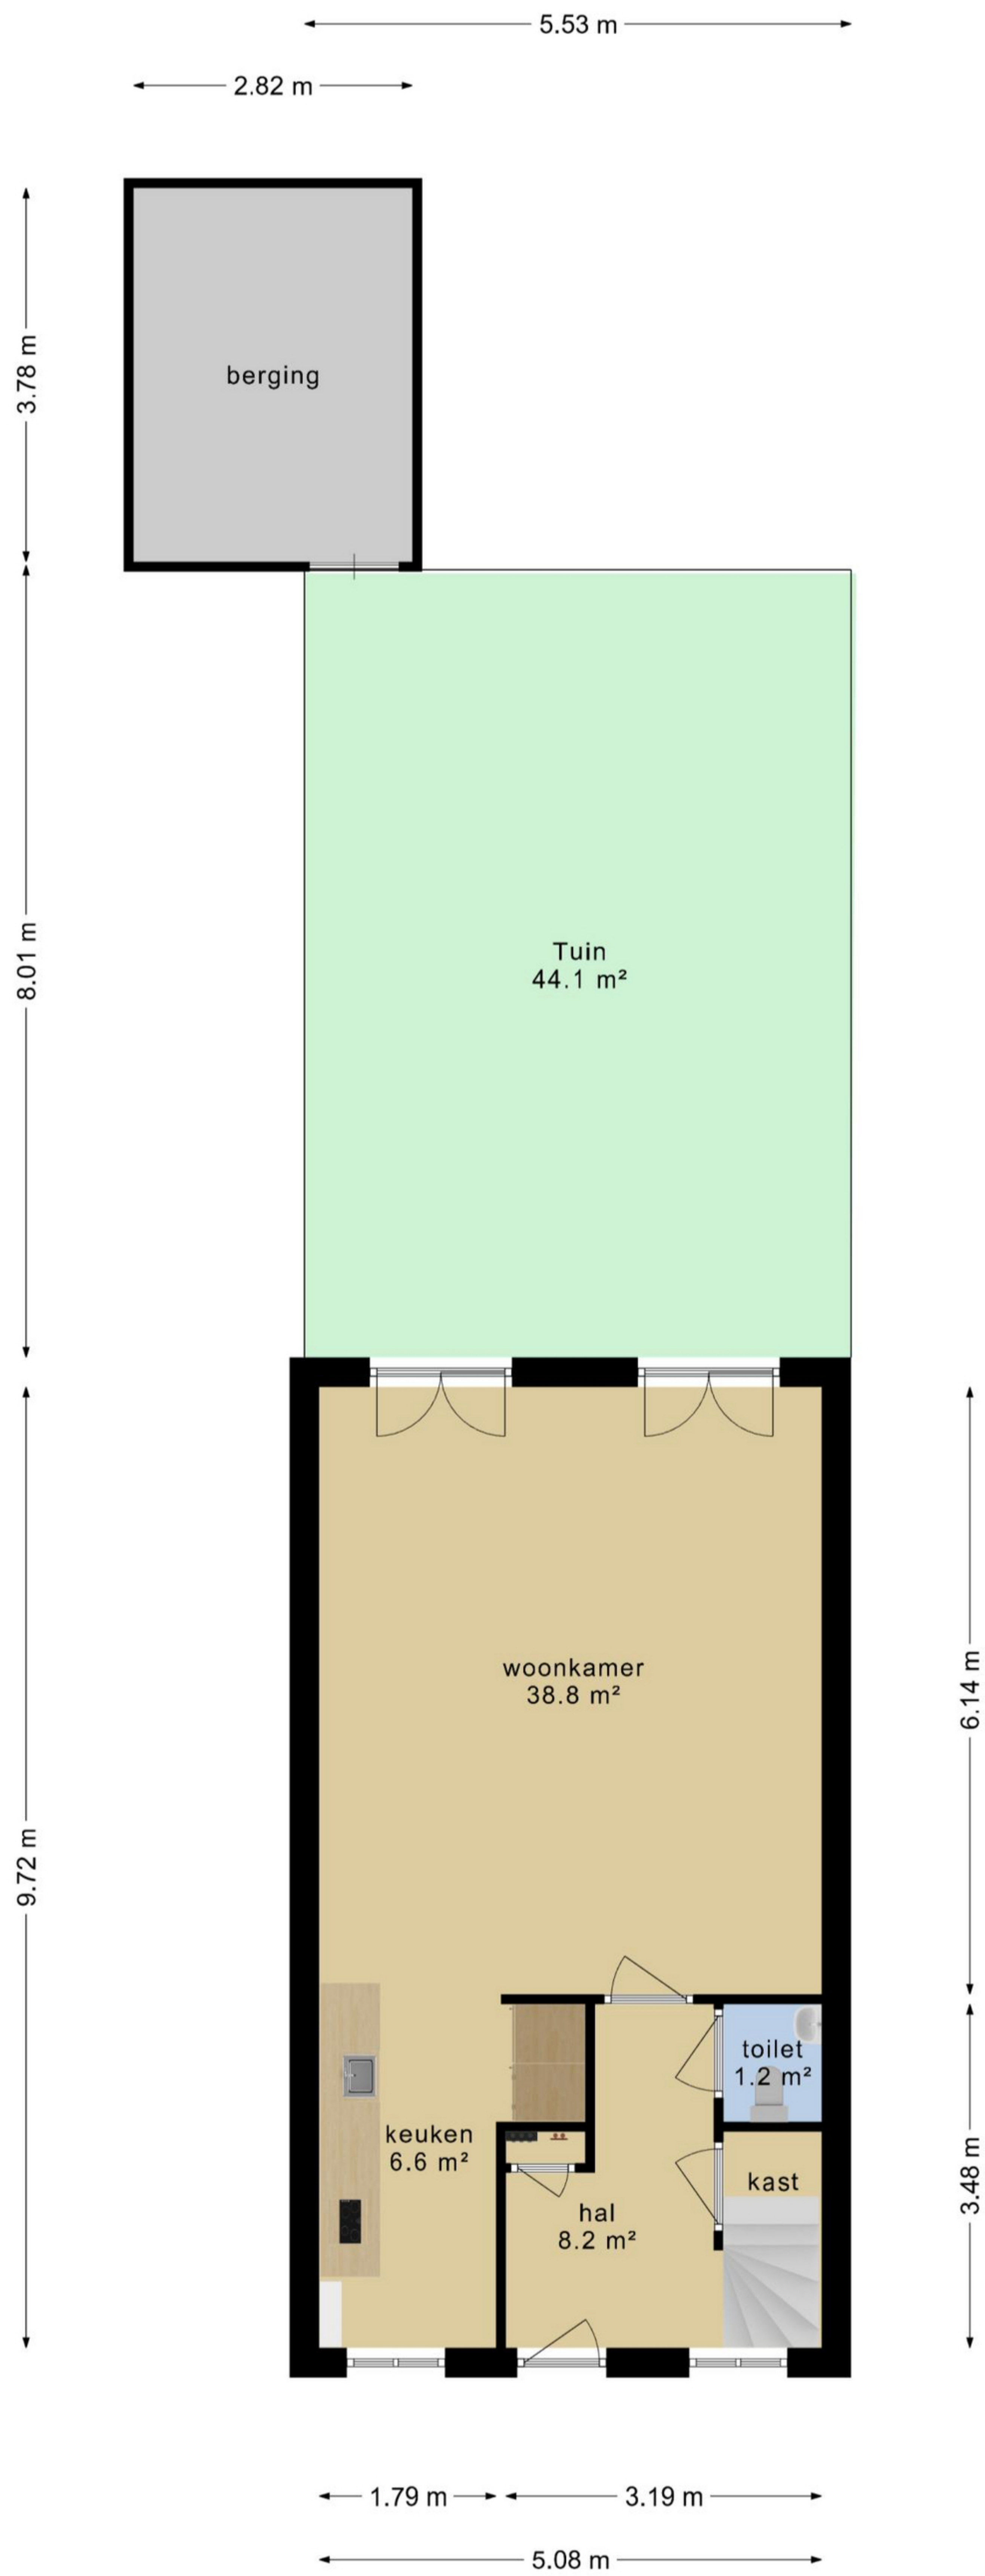 5.53 m
2.82 m
3.78 m
berging
8.01 m
Tuin
44.1 m²
woonkamer
38.8 m²
6.14 m
9.72 m
toilet
1.2 m²
keuken
6.6 m²
kast
3.48 m
hal
8.2 m²
1.79 m
3.19 m
5.08 m